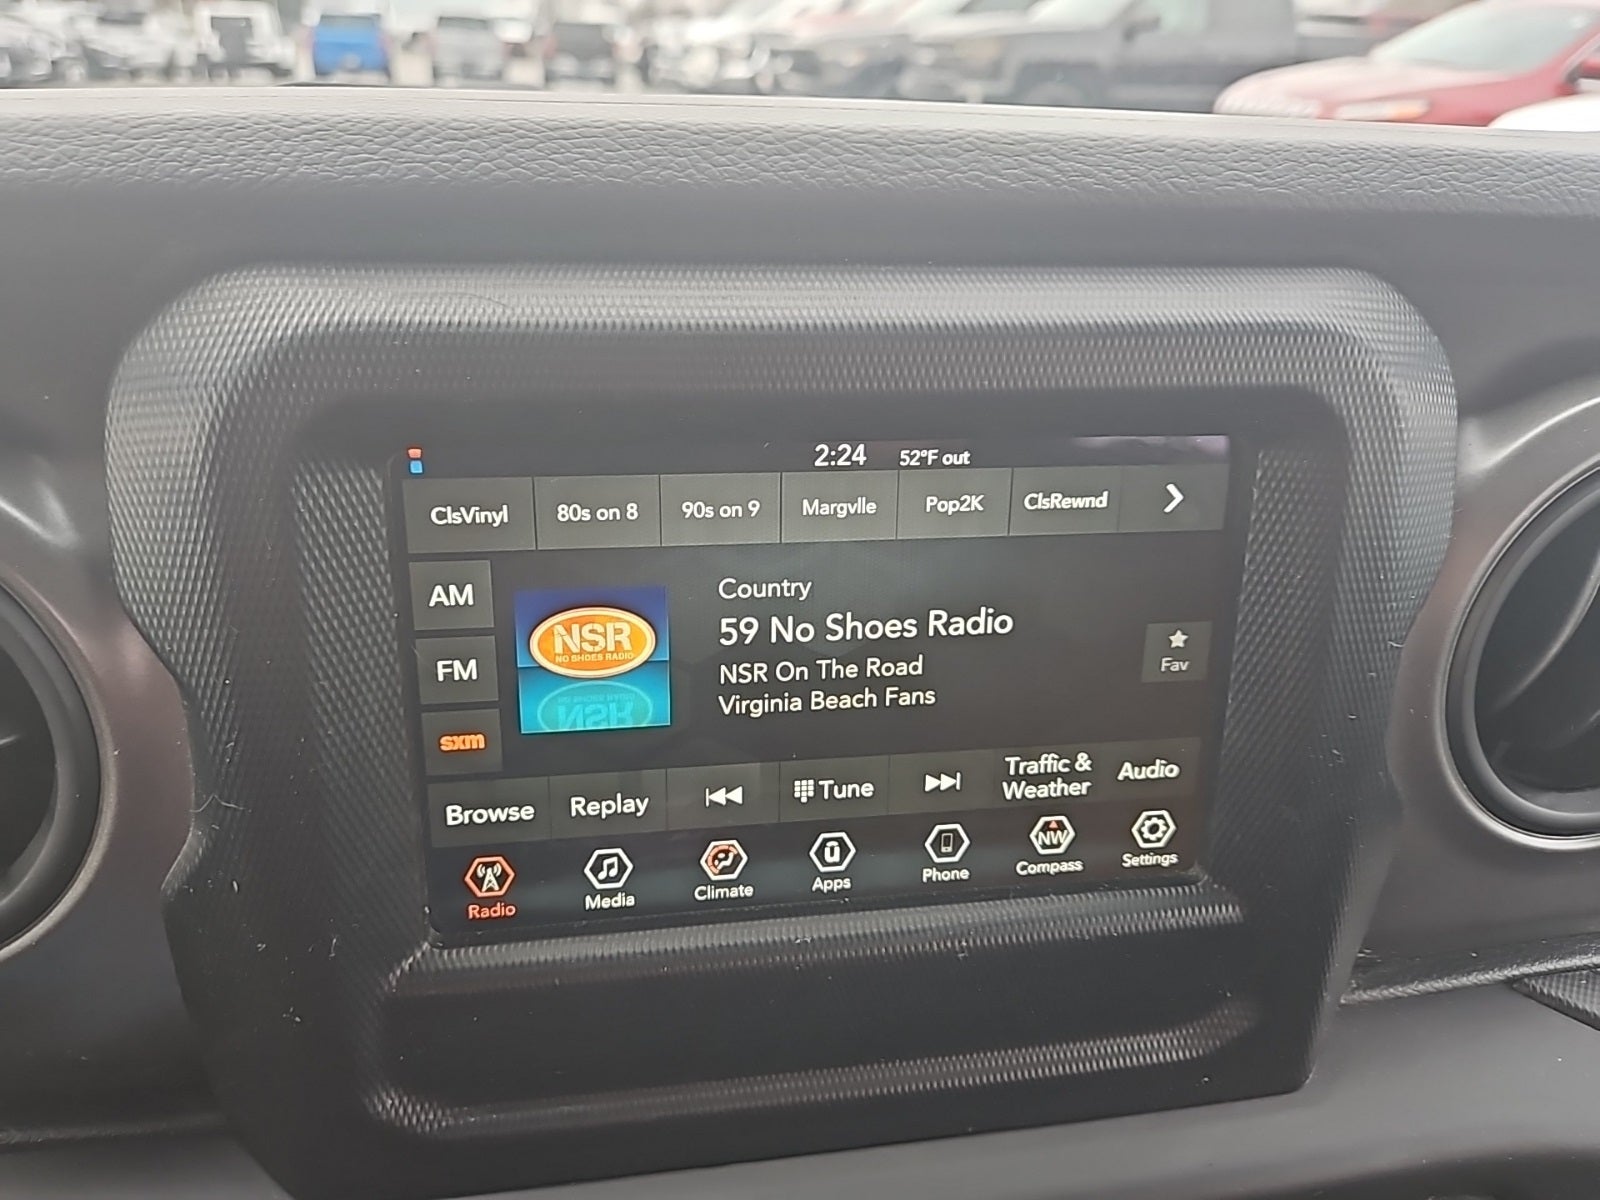 2:24 52°F out
ClsVinyl 80s on 8 90s on 9 Margvlle Pop2K ClsRewnd
AM
FM
sxm
NSR
NO SHOES RADIO
Country
59 No Shoes Radio
NSR On The Road
Virginia Beach Fans
Fav
Browse Replay Tune Traffic & Weather Audio
Radio Media Climate Apps Phone NW Compass Settings